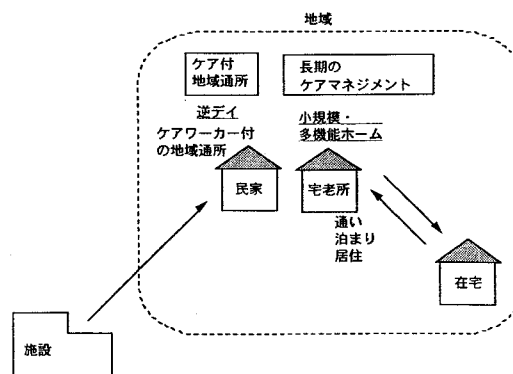 地域
ケア付
地域通所
長期の
ケアマネジメント
逆デイ
ケアワーカー付
の地域通所
小規模・
多機能ホーム
民家
宅老所
通い
泊まり
居住
在宅
施設